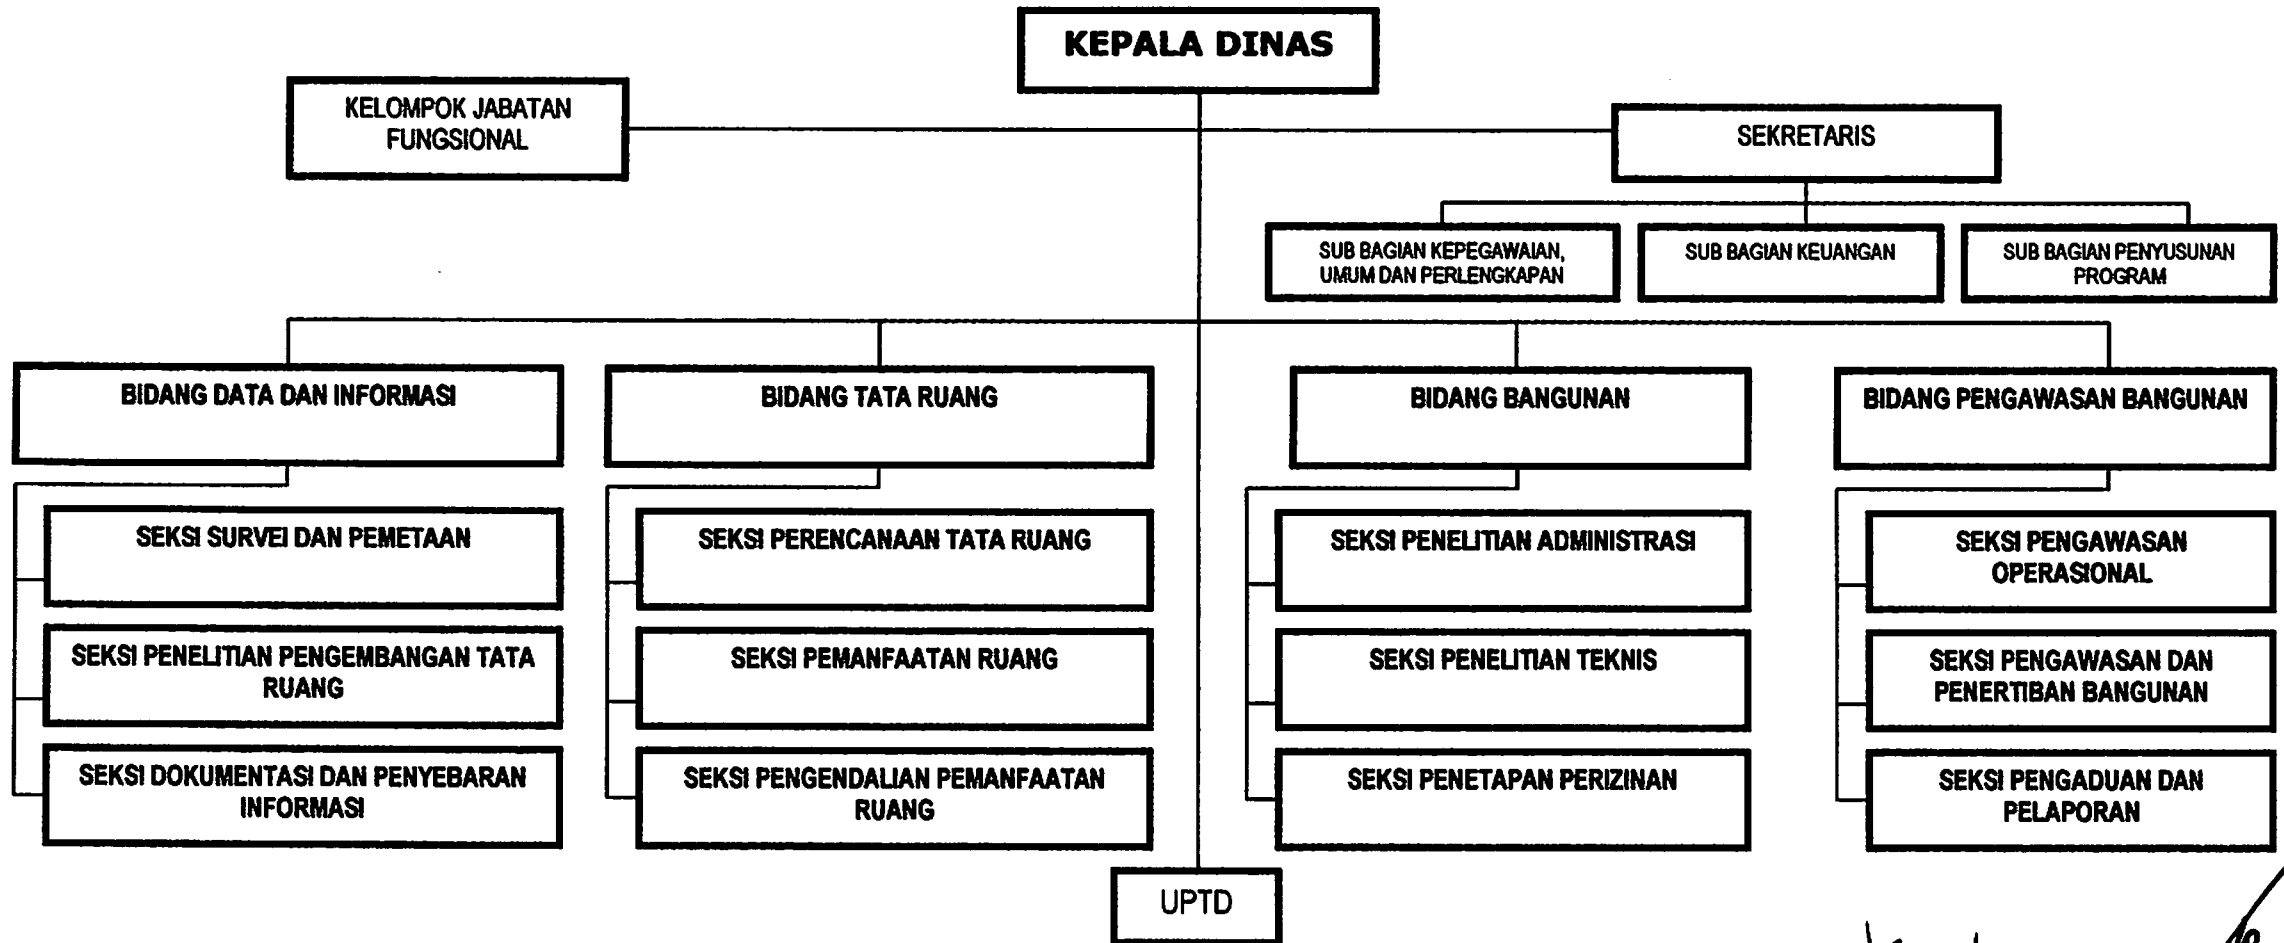 KEPALA DINAS
KELOMPOK JABATAN
FUNGSIONAL
SEKRETARIS
SUB BAGIAN KEPEGAWAIAN,
UMUM DAN PERLENGKAPAN
SUB BAGIAN KEUANGAN
SUB BAGIAN PENYUSUNAN
PROGRAM
BIDANG DATA DAN INFORMASI
BIDANG TATA RUANG
BIDANG BANGUNAN
BIDANG PENGAWASAN BANGUNAN
SEKSI SURVEI DAN PEMETAAN
SEKSI PENELITIAN PENGEMBANGAN TATA
RUANG
SEKSI DOKUMENTASI DAN PENYEBARAN
INFORMASI
SEKSI PERENCANAAN TATA RUANG
SEKSI PEMANFAATAN RUANG
SEKSI PENGENDALIAN PEMANFAATAN
RUANG
SEKSI PENELITIAN ADMINISTRASI
SEKSI PENELITIAN TEKNIS
SEKSI PENETAPAN PERIZINAN
SEKSI PENGAWASAN
OPERASIONAL
SEKSI PENGAWASAN DAN
PENERTIBAN BANGUNAN
SEKSI PENGADUAN DAN
PELAPORAN
UPTD